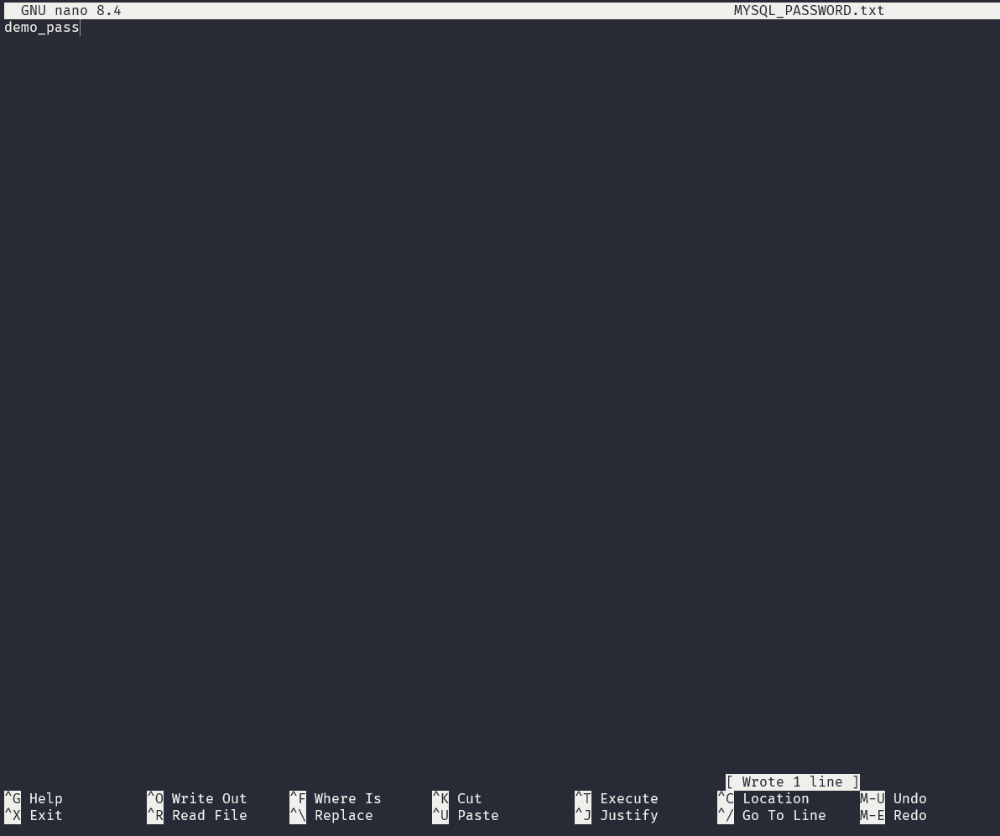 GNU nano 8.4 MYSQL_PASSWORD.txt
demo_pass
[ Wrote 1 line ]
^G Help ^O Write Out ^F Where Is ^K Cut ^T Execute ^C Location M-U Undo
^X Exit ^R Read File ^\ Replace ^U Paste ^J Justify ^/ Go To Line M-E Redo